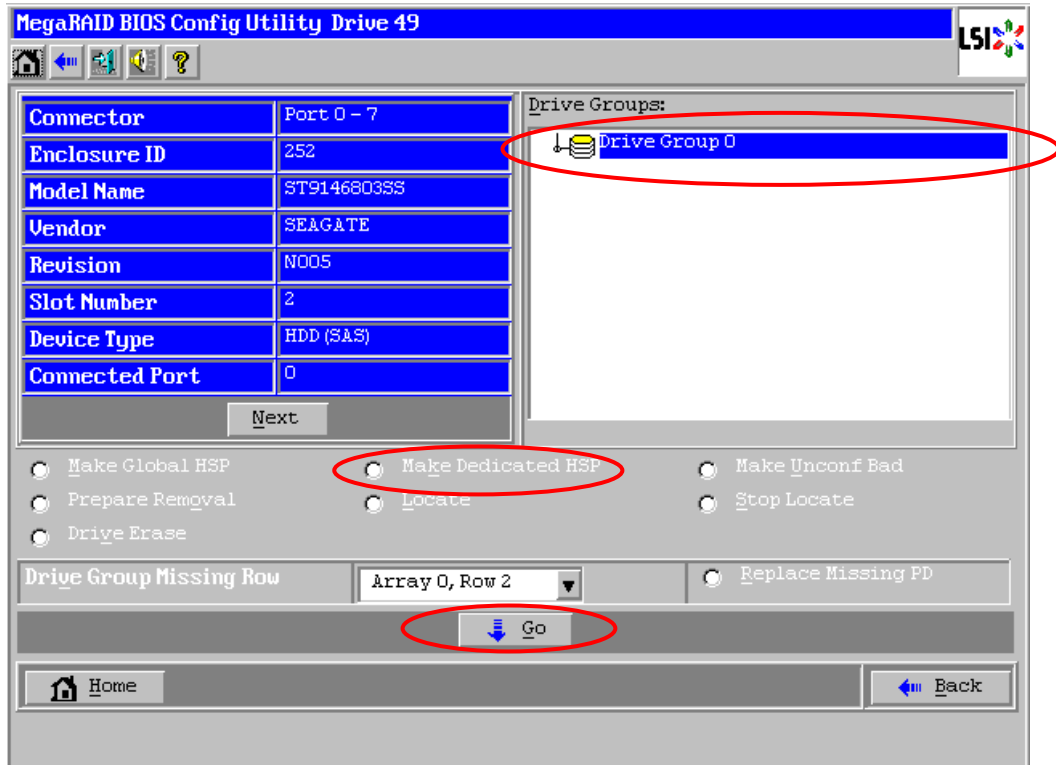 MegaRAID BIOS Config Utility Drive 49
LSI
Connector Port 0 - 7
Enclosure ID 252
Model Name ST9146803SS
Vendor SEAGATE
Revision N005
Slot Number 2
Device Type HDD (SAS)
Connected Port 0
Next
Drive Groups:
Drive Group 0
Make Global HSP Make Dedicated HSP Make Unconf Bad
Prepare Removal Locate Stop Locate
Drive Erase
Drive Group Missing Row Array 0, Row 2 Replace Missing PD
Go
Home Back